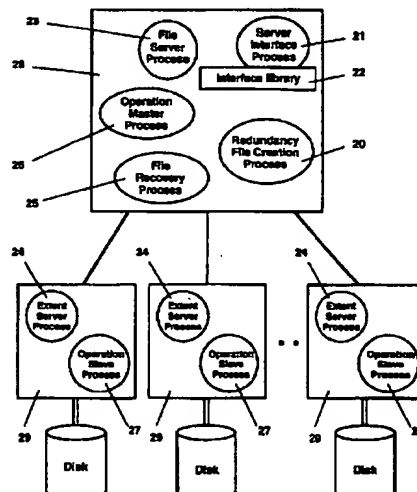 23
File
Server
Process
Server
Interface
Process
21
28
Interface library
22
Operation
Master
Process
Redundancy
File Creation
Process
20
26
File
Recovery
Process
25
24
Extent
Server
Process
Operation
Slave
Process
29
27
Disk
24
Extent
Server
Process
Operation
Slave
Process
29
27
Disk
24
Extent
Server
Process
Operation
Slave
Process
29
Disk